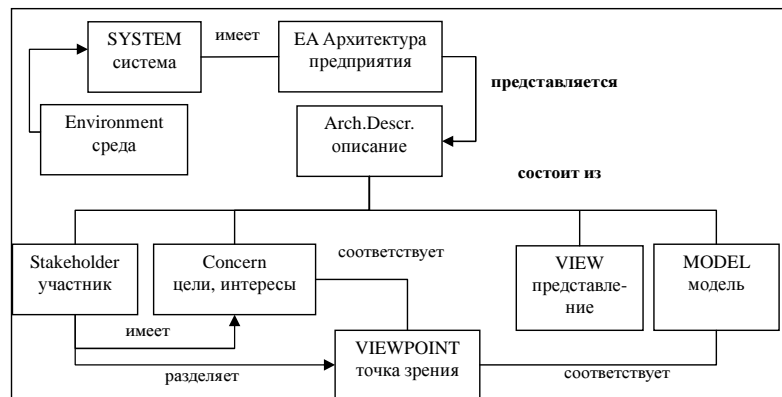 SYSTEM
система
имеет
EA Архитектура
предприятия
представляется
Environment
среда
Arch.Descr.
описание
состоит из
Stakeholder
участник
Concern
цели, интересы
соответствует
VIEW
представле-
ние
MODEL
модель
имеет
VIEWPOINT
точка зрения
разделяет
соответствует